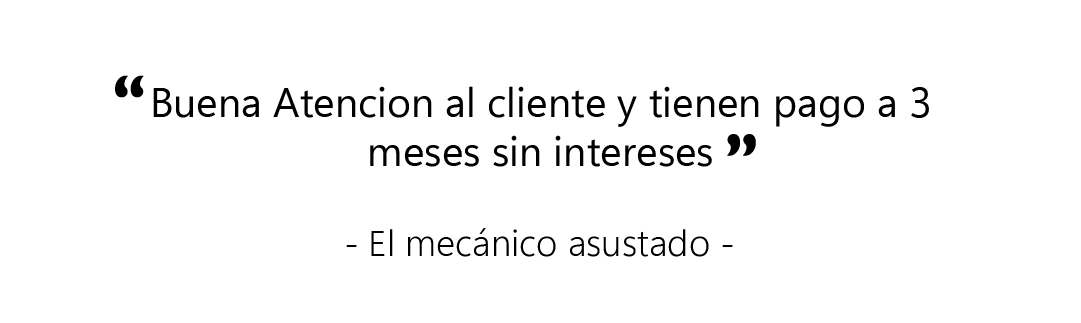 “Buena Atencion al cliente y tienen pago a 3
meses sin intereses”
- El mecánico asustado -